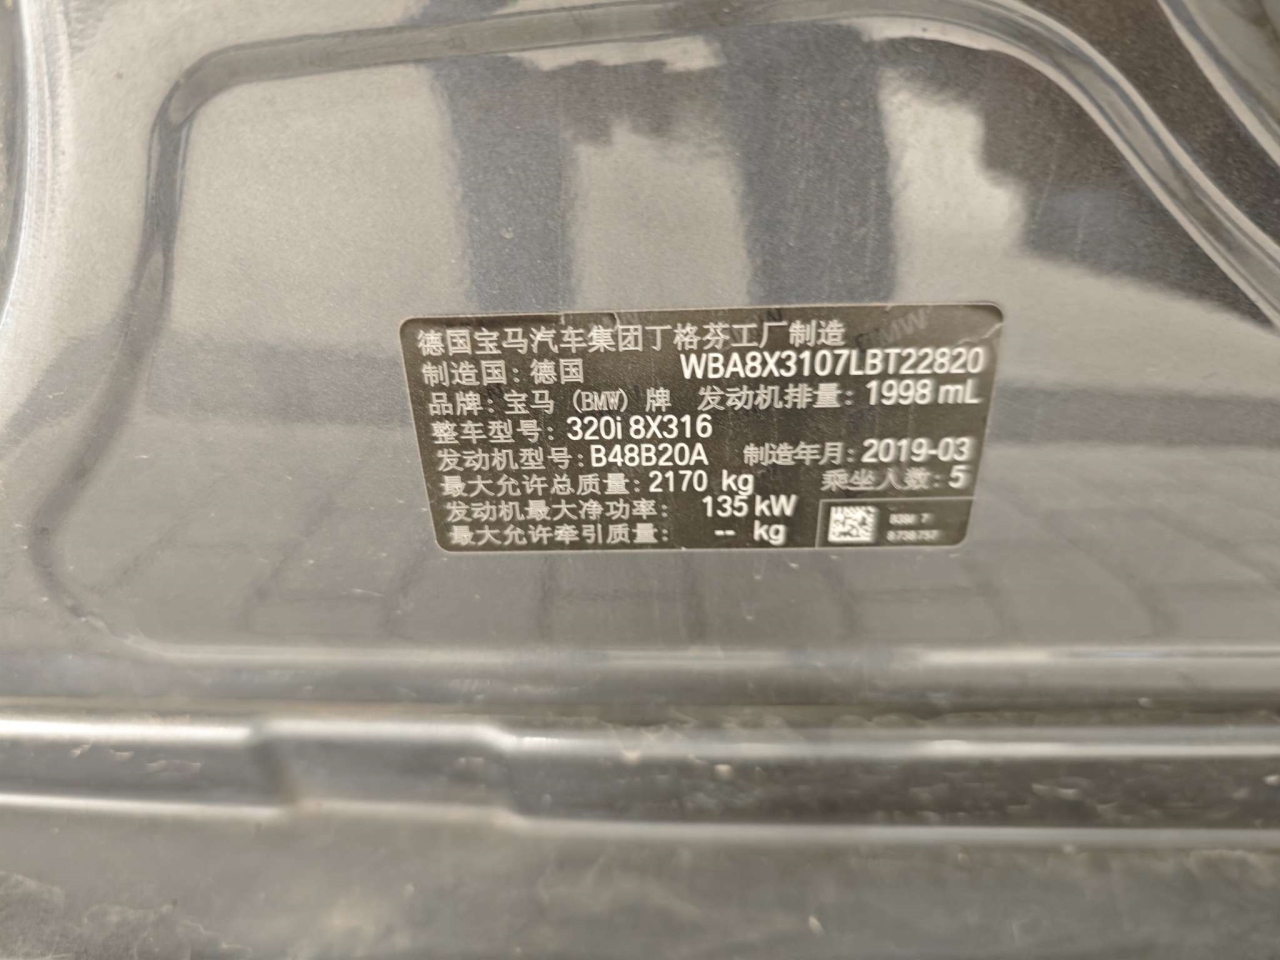 德国宝马汽车集团丁格芬工厂制造
制造国：德国 WBA8X3107LBT22820
品牌：宝马（BMW）牌 发动机排量：1998 mL
整车型号：320i 8X316
发动机型号：B48B20A 制造年月：2019-03
最大允许总质量：2170 kg 乘坐人数：5
发动机最大净功率： 135 kW
最大允许牵引质量： -- kg